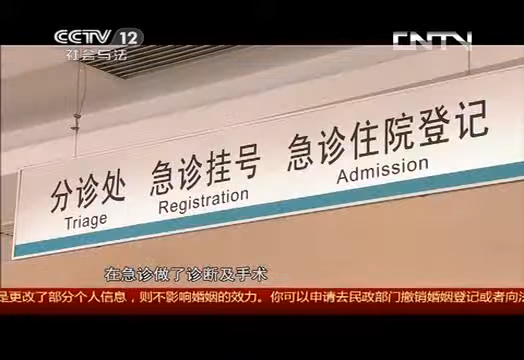 CCTV 12
社会与法
CNTV
分诊处 急诊挂号 急诊住院登记
Triage Registration Admission
在急诊做了诊断及手术
是更改了部分个人信息，则不影响婚姻的效力。你可以申请去民政部门撤销婚姻登记或者向法